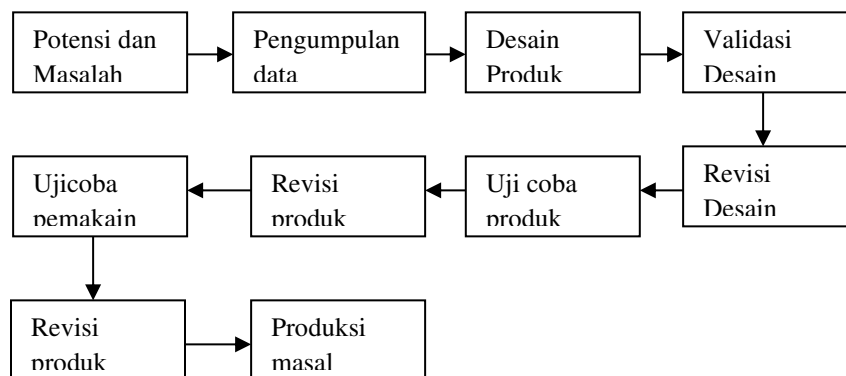 Potensi dan
Masalah
Pengumpulan
data
Desain
Produk
Validasi
Desain
Revisi
Desain
Uji coba
produk
Revisi
produk
Ujicoba
pemakain
Revisi
produk
Produksi
masal